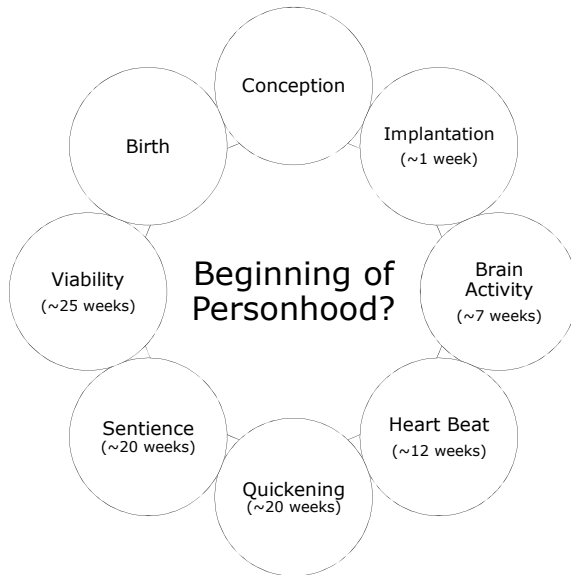 Conception
Implantation
(~1 week)
Brain
Activity
(~7 weeks)
Heart Beat
(~12 weeks)
Quickening
(~20 weeks)
Sentience
(~20 weeks)
Viability
(~25 weeks)
Birth
Beginning of
Personhood?